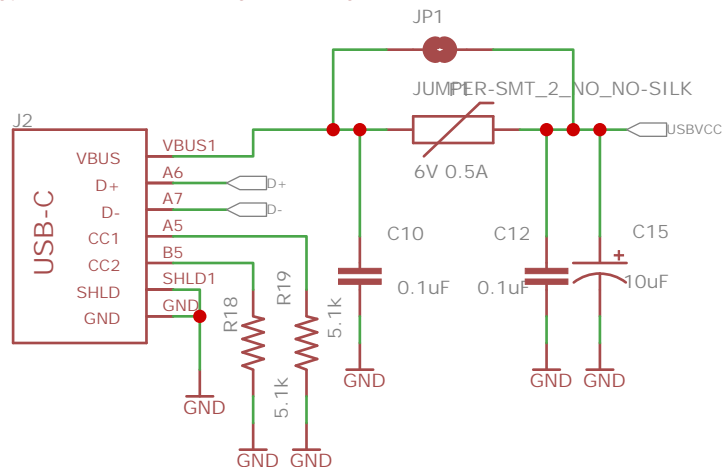 JP1
JUMPER-SMT_2_NO_NO-SILK
F1
J2
VBUS1
USBVCC
VBUS
6V 0.5A
A6
D+
D+
A7
D-
D-
USB-C
A5
CC1
B5
CC2
SHLD1
SHLD
GND
GND
R18
5.1k
R19
5.1k
C10
0.1uF
C12
0.1uF
C15
+
10uF
GND
GND
GND
GND
GND
GND